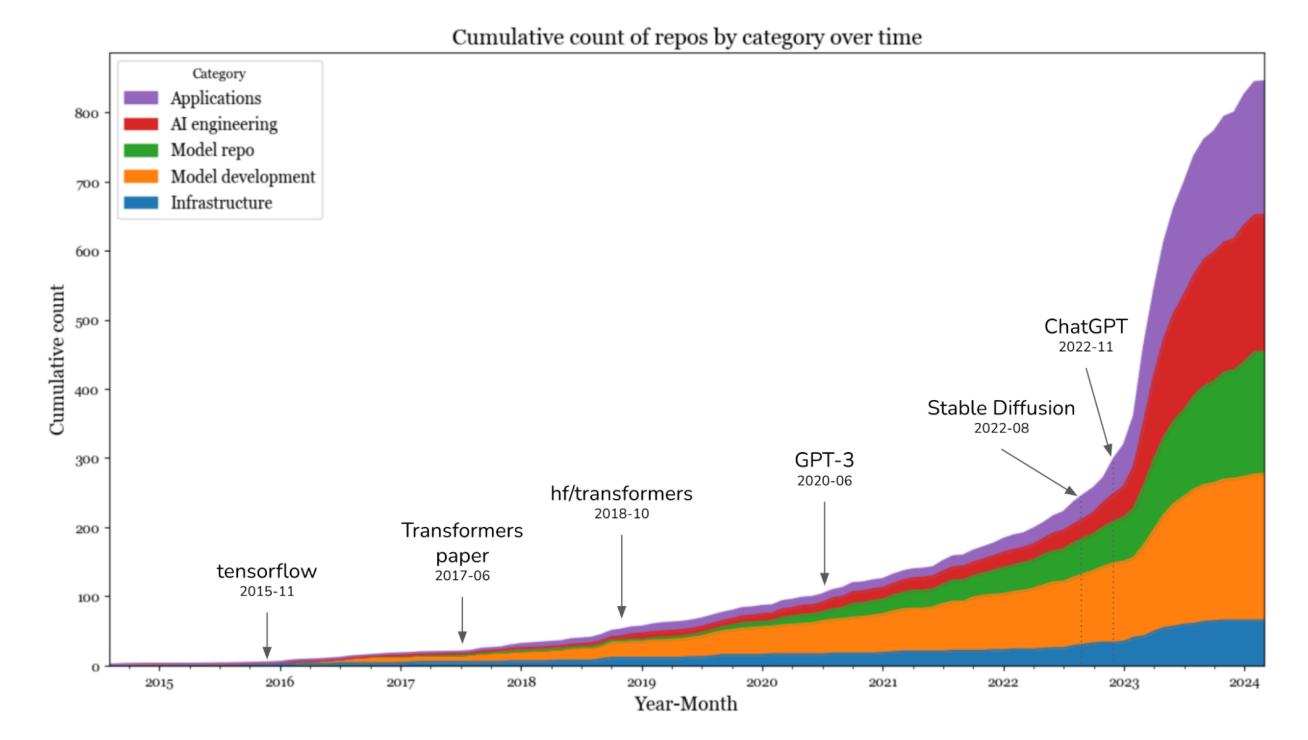 Cumulative count of repos by category over time
Category
Applications
AI engineering
Model repo
Model development
Infrastructure
Cumulative count
800
700
600
500
400
300
200
100
0
tensorflow
2015-11
Transformers
paper
2017-06
hf/transformers
2018-10
GPT-3
2020-06
Stable Diffusion
2022-08
ChatGPT
2022-11
2015 2016 2017 2018 2019 2020 2021 2022 2023 2024
Year-Month